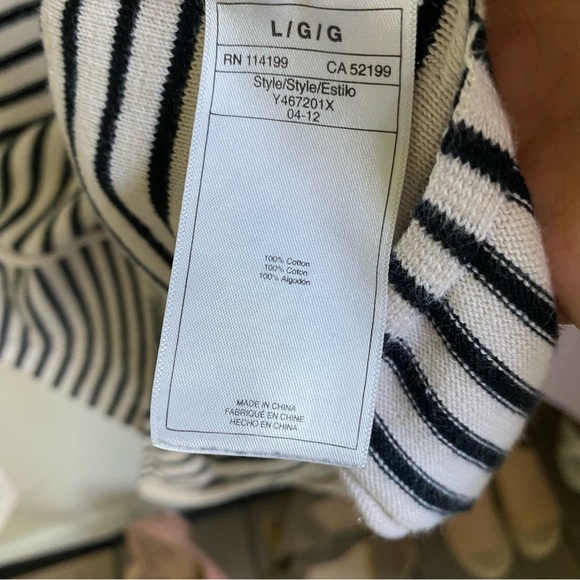 L / G / G
RN 114199 CA 52199
Style/Style/Estilo
Y467201X
04-12
100% Cotton
100% Coton
100% Algodón
MADE IN CHINA
FABRIQUÉ EN CHINE
HECHO EN CHINA